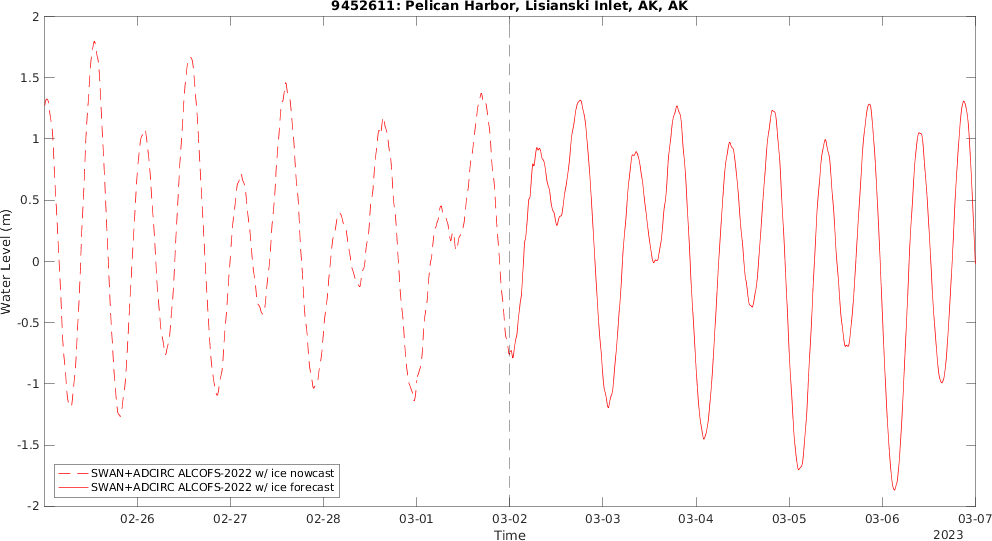 9452611: Pelican Harbor, Lisianski Inlet, AK, AK
2
1.5
1
0.5
0
-0.5
-1
-1.5
-2
Water Level (m)
SWAN+ADCIRC ALCOFS-2022 w/ ice nowcast
SWAN+ADCIRC ALCOFS-2022 w/ ice forecast
02-26 02-27 02-28 03-01 03-02 03-03 03-04 03-05 03-06 03-07
Time
2023